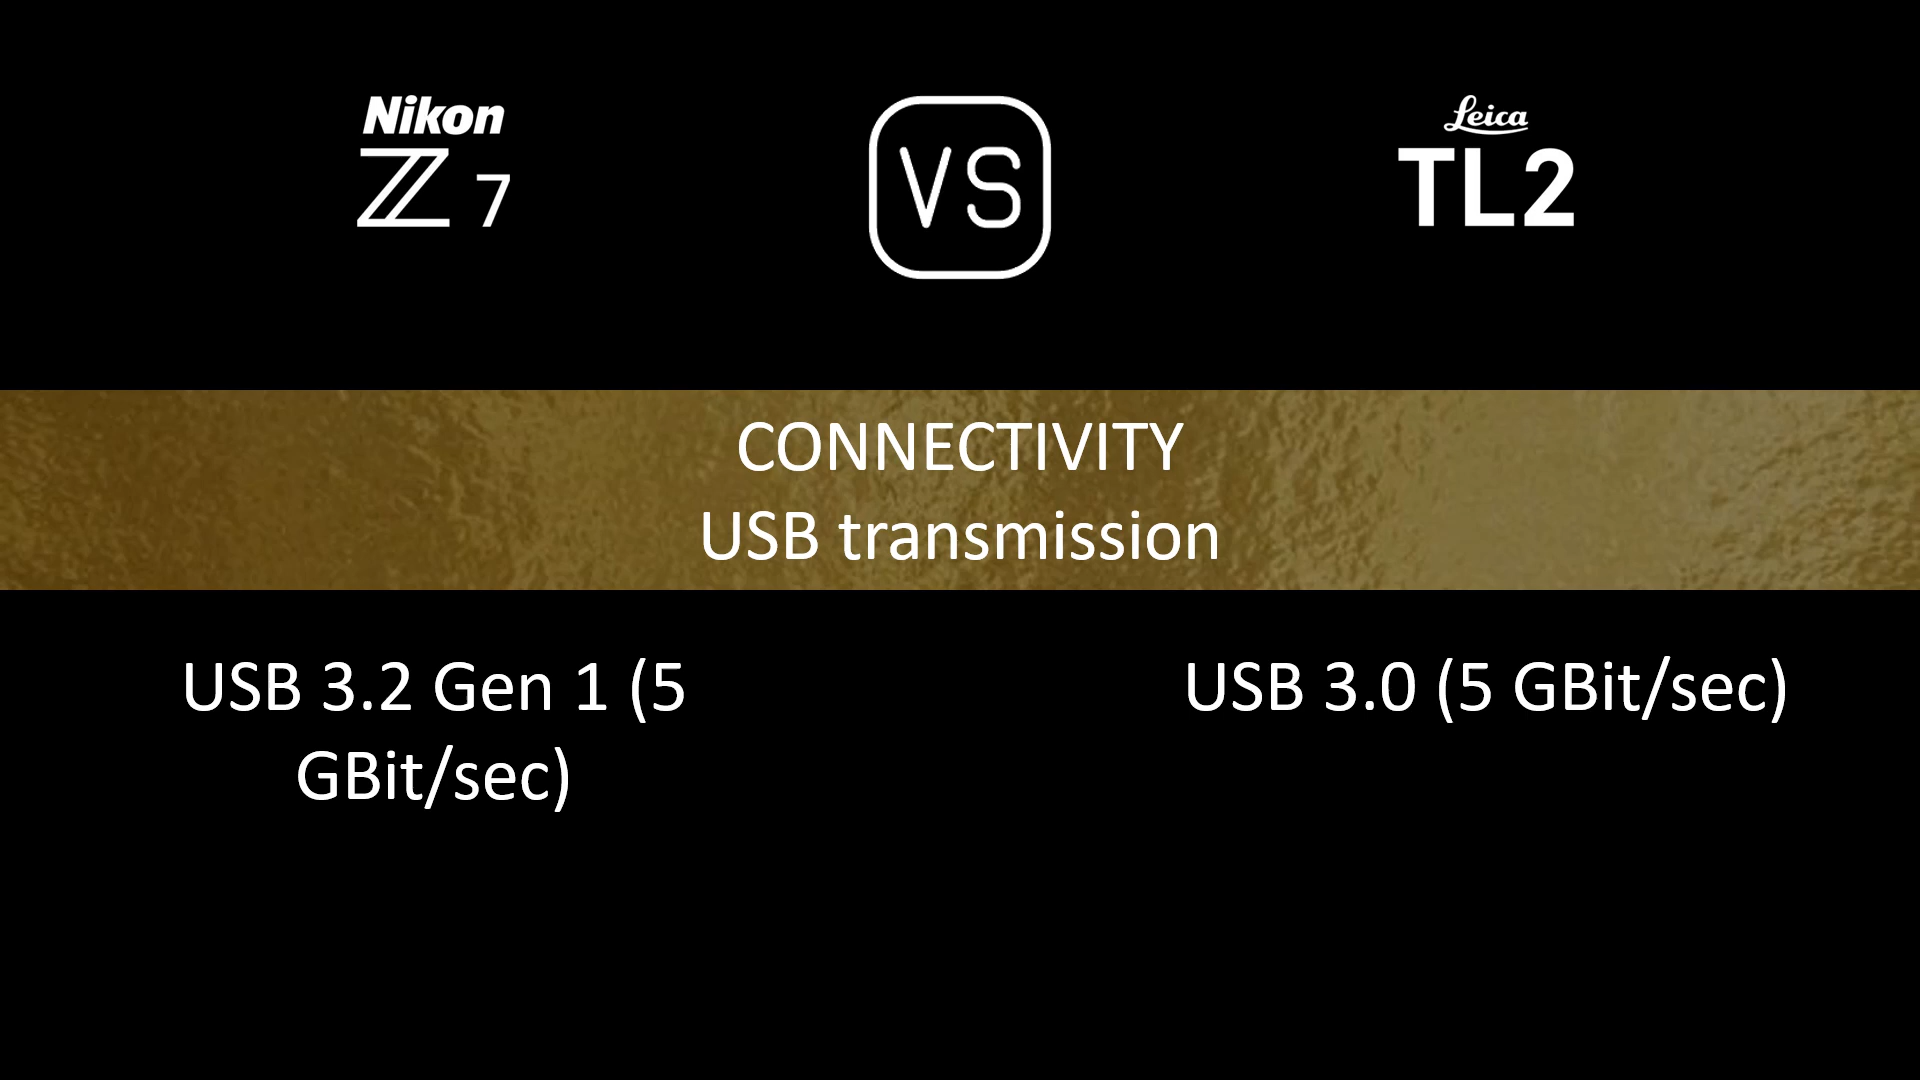 Nikon
Z 7
VS
Leica
TL2
CONNECTIVITY
USB transmission
USB 3.2 Gen 1 (5
GBit/sec)
USB 3.0 (5 GBit/sec)